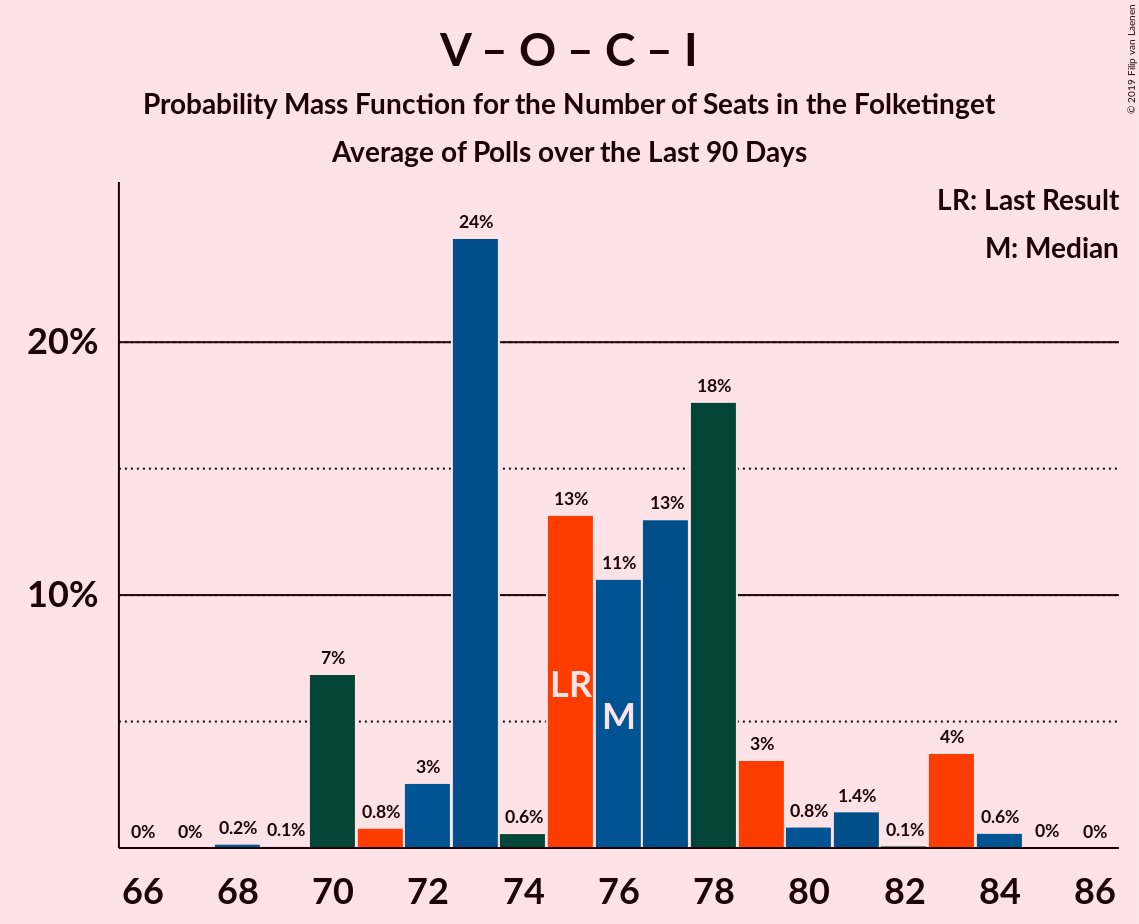 V – O – C – I
Probability Mass Function for the Number of Seats in the Folketinget
Average of Polls over the Last 90 Days
© 2019 Filip van Laenen
LR: Last Result
M: Median
20%
10%
0%
0%
0.2%
0.1%
7%
0.8%
3%
24%
0.6%
13%
11%
13%
18%
3%
0.8%
1.4%
0.1%
4%
0.6%
0%
0%
LR
M
66 68 70 72 74 76 78 80 82 84 86